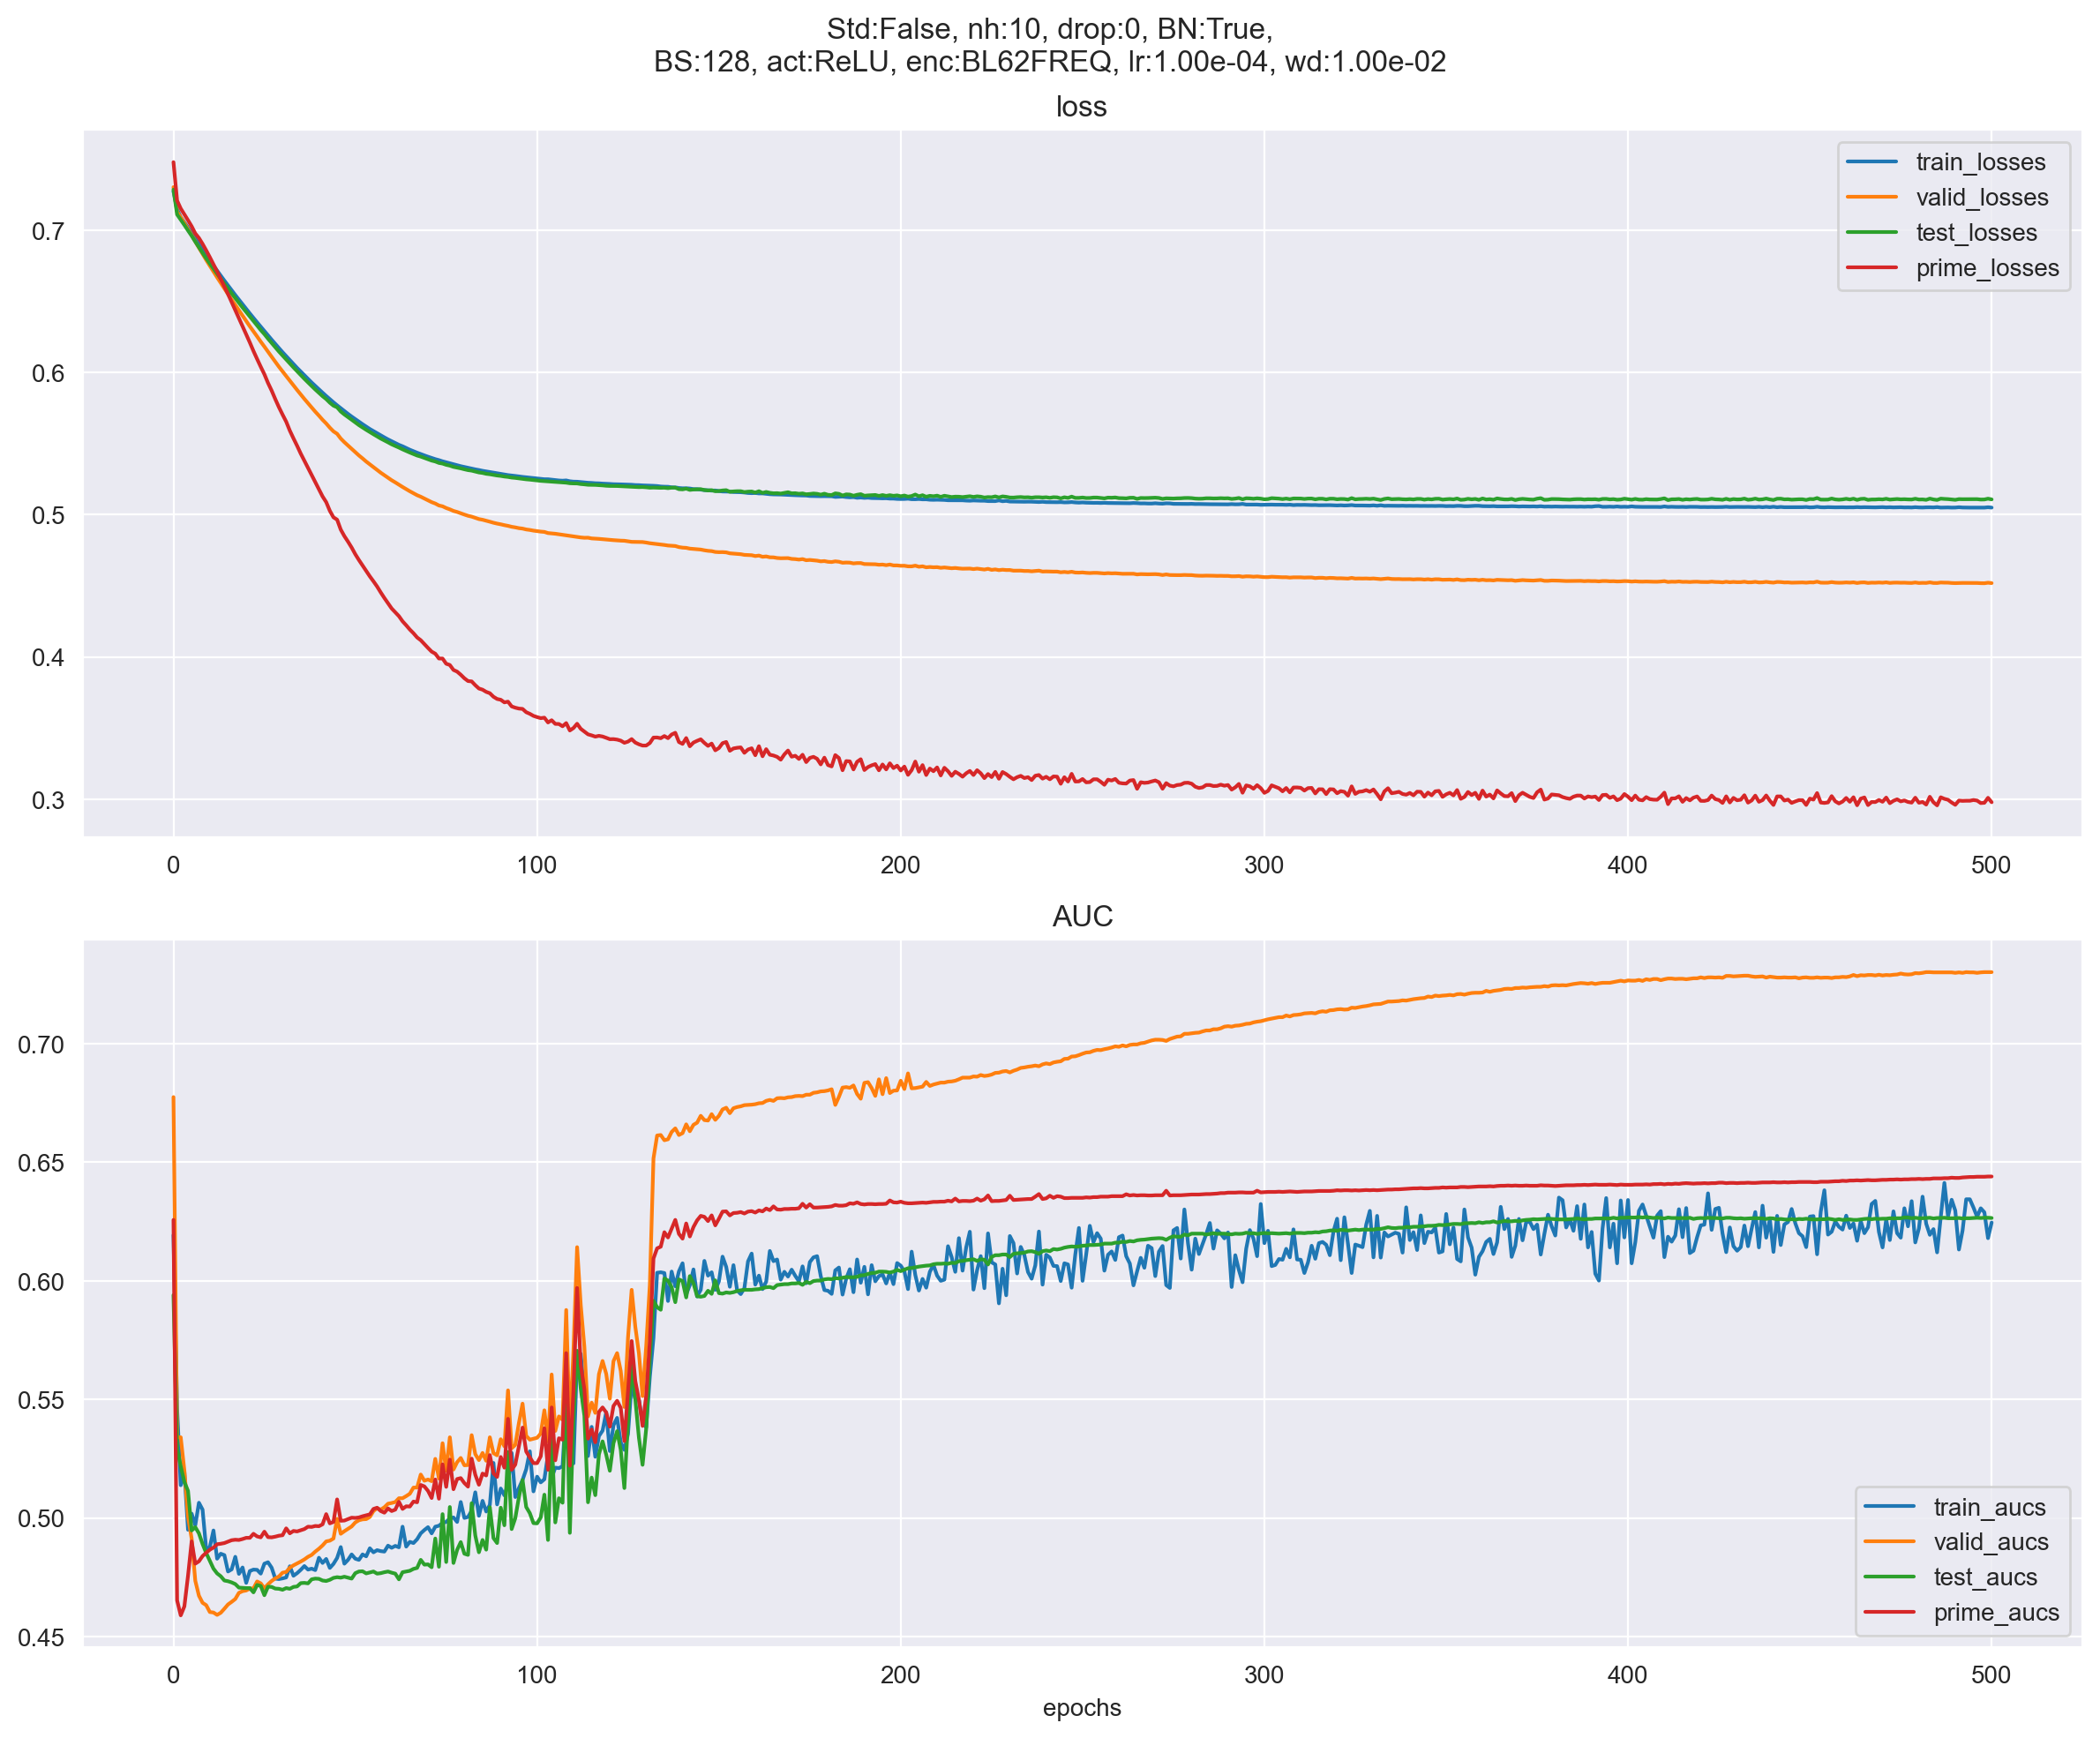 Std:False, nh:10, drop:0, BN:True,
BS:128, act:ReLU, enc:BL62FREQ, lr:1.00e-04, wd:1.00e-02
loss
train_losses
valid_losses
test_losses
prime_losses
0.7
0.6
0.5
0.4
0.3
0 100 200 300 400 500
AUC
0.70
0.65
0.60
0.55
0.50
0.45
train_aucs
valid_aucs
test_aucs
prime_aucs
0 100 200 300 400 500
epochs